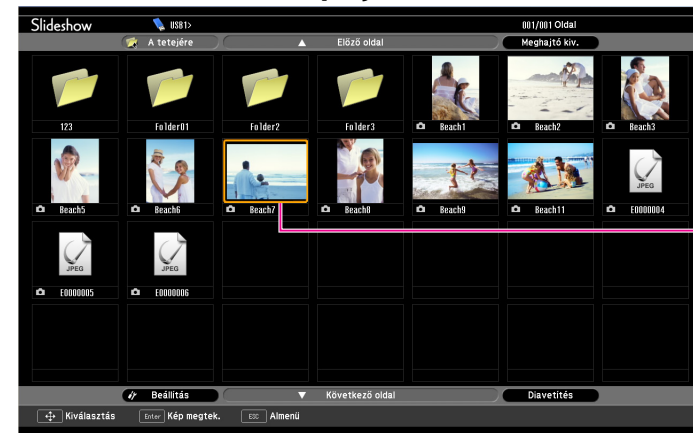 Slideshow USB1> 001/001 Oldal
A tetejére ▲ Előző oldal Meghajtó kiv.
123 Folder01 Folder2 Folder3 Beach1 Beach2 Beach3
JPEG
Beach5 Beach6 Beach7 Beach8 Beach9 Beach11 E0000004
JPEG JPEG
E0000005 E0000006
Beállítás ▼ Következő oldal Diavetítés
Kiválasztás Enter Kép megtek. ESC Almenü